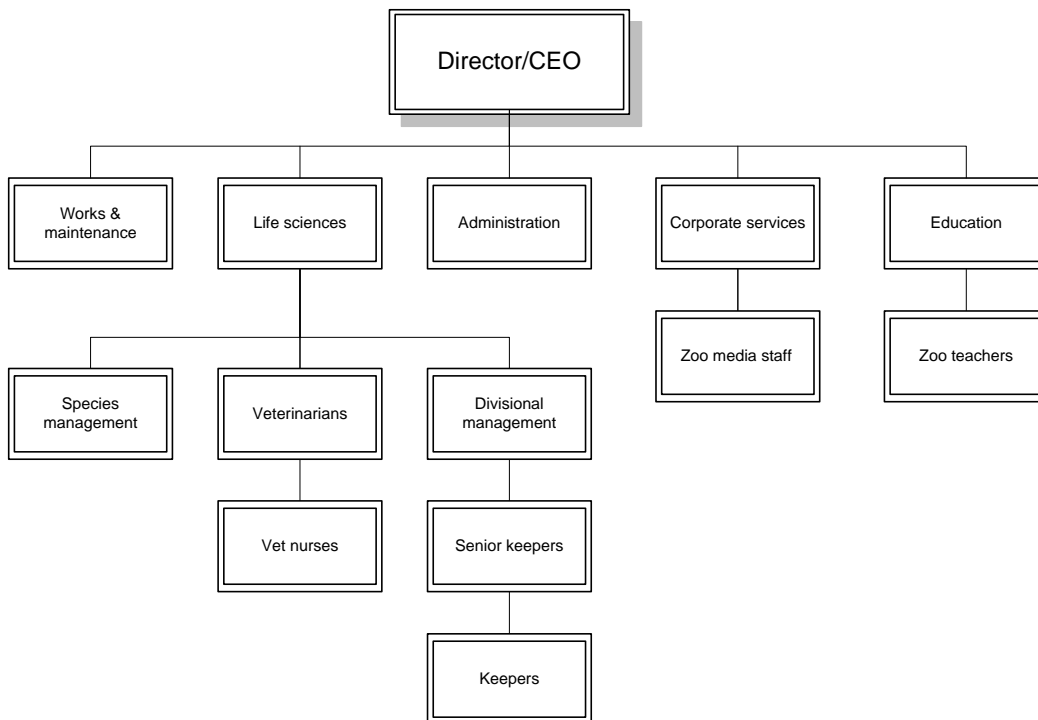 Director/CEO
Works &
maintenance
Life sciences
Administration
Corporate services
Education
Zoo media staff
Zoo teachers
Species
management
Veterinarians
Divisional
management
Vet nurses
Senior keepers
Keepers